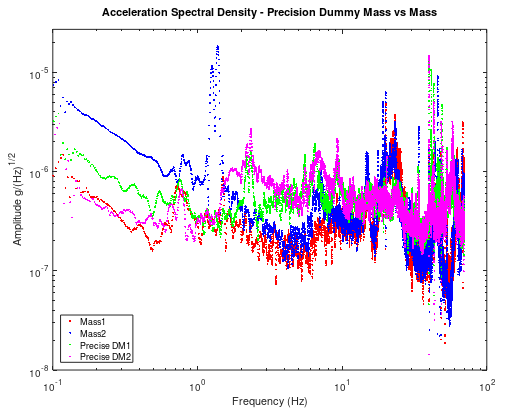 Acceleration Spectral Density - Precision Dummy Mass vs Mass
Amplitude g/(Hz)^1/2
10^-5
10^-6
10^-7
10^-8
Mass1
Mass2
Precise DM1
Precise DM2
10^-1 10^0 10^1 10^2
Frequency (Hz)